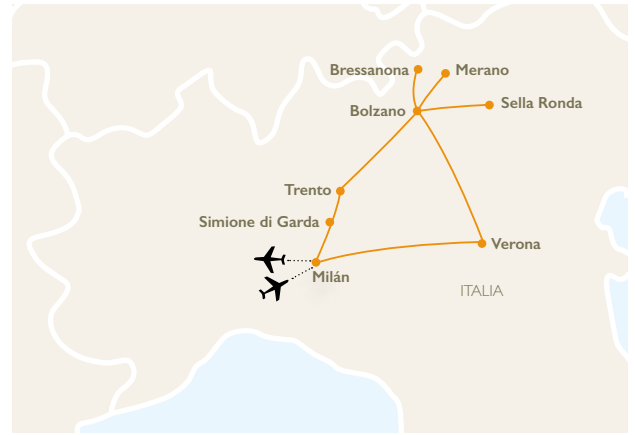 Bressanona
Merano
Bolzano
Sella Ronda
Trento
Simione di Garda
Verona
Milán
ITALIA